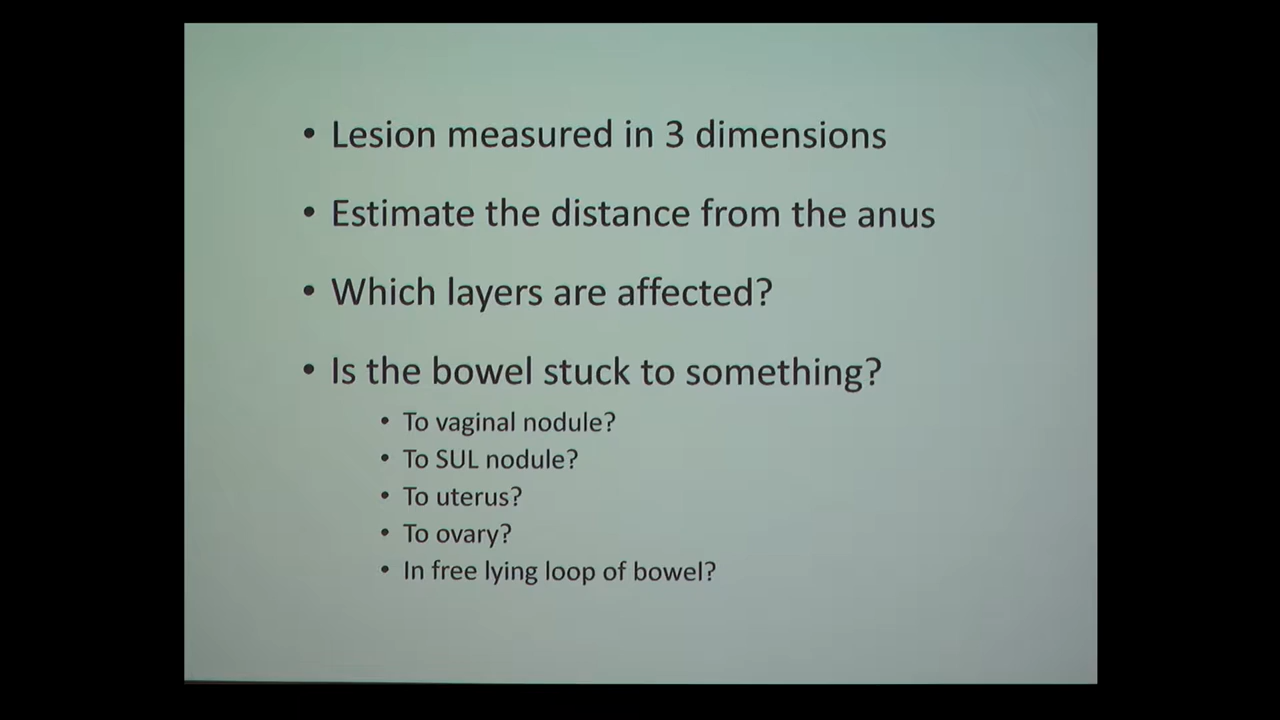 • Lesion measured in 3 dimensions
• Estimate the distance from the anus
• Which layers are affected?
• Is the bowel stuck to something?
• To vaginal nodule?
• To SUL nodule?
• To uterus?
• To ovary?
• In free lying loop of bowel?